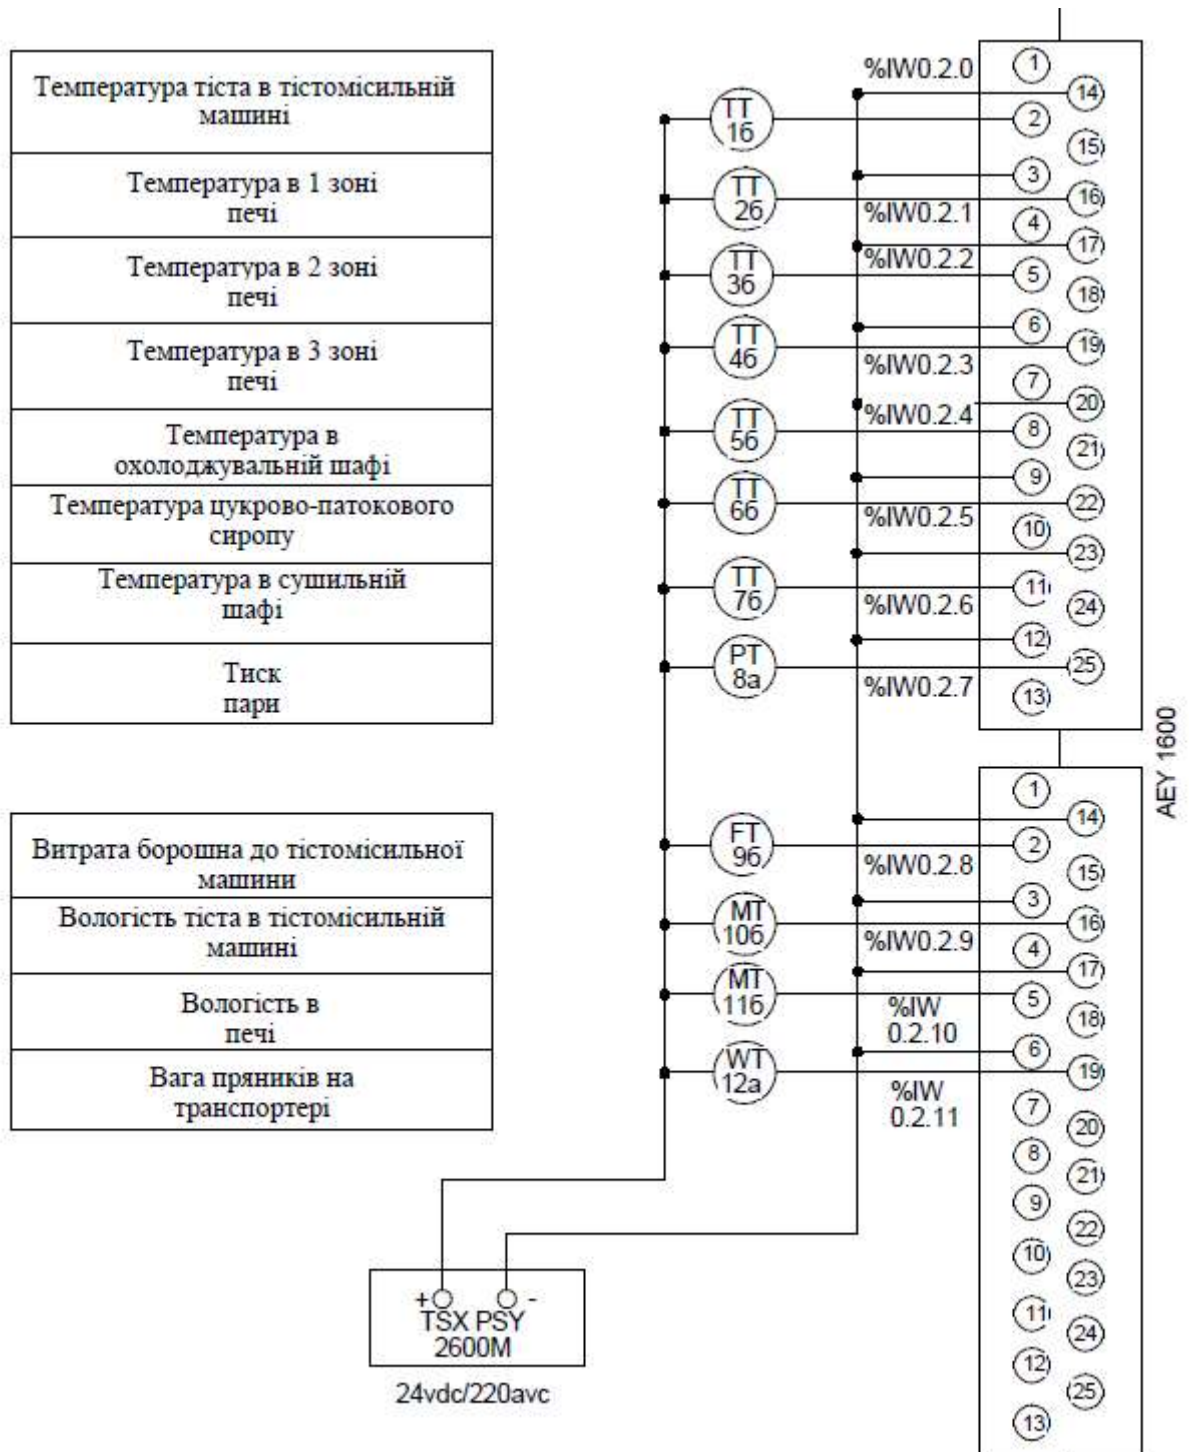 Температура тіста в тістомісильній
машині
Температура в 1 зоні
печі
Температура в 2 зоні
печі
Температура в 3 зоні
печі
Температура в
охолоджувальній шафі
Температура цукрово-патокового
сиропу
Температура в сушильній
шафі
Тиск
пари
Витрата борошна до тістомісильної
машини
Вологість тіста в тістомісильній
машині
Вологість в
печі
Вага пряників на
транспортері
TT
1б
TT
2б
TT
3б
TT
4б
TT
5б
TT
6б
TT
7б
PT
8а
FT
9б
MT
10б
MT
11б
WT
12а
%IW0.2.0
%IW0.2.1
%IW0.2.2
%IW0.2.3
%IW0.2.4
%IW0.2.5
%IW0.2.6
%IW0.2.7
%IW0.2.8
%IW0.2.9
%IW
0.2.10
%IW
0.2.11
1
14
2
15
3
16
4
17
5
18
6
19
7
20
8
21
9
22
10
23
11
24
12
25
13
AEY 1600
1
14
2
15
3
16
4
17
5
18
6
19
7
20
8
21
9
22
10
23
11
24
12
25
13
+ -
TSX PSY
2600M
24vdc/220avc